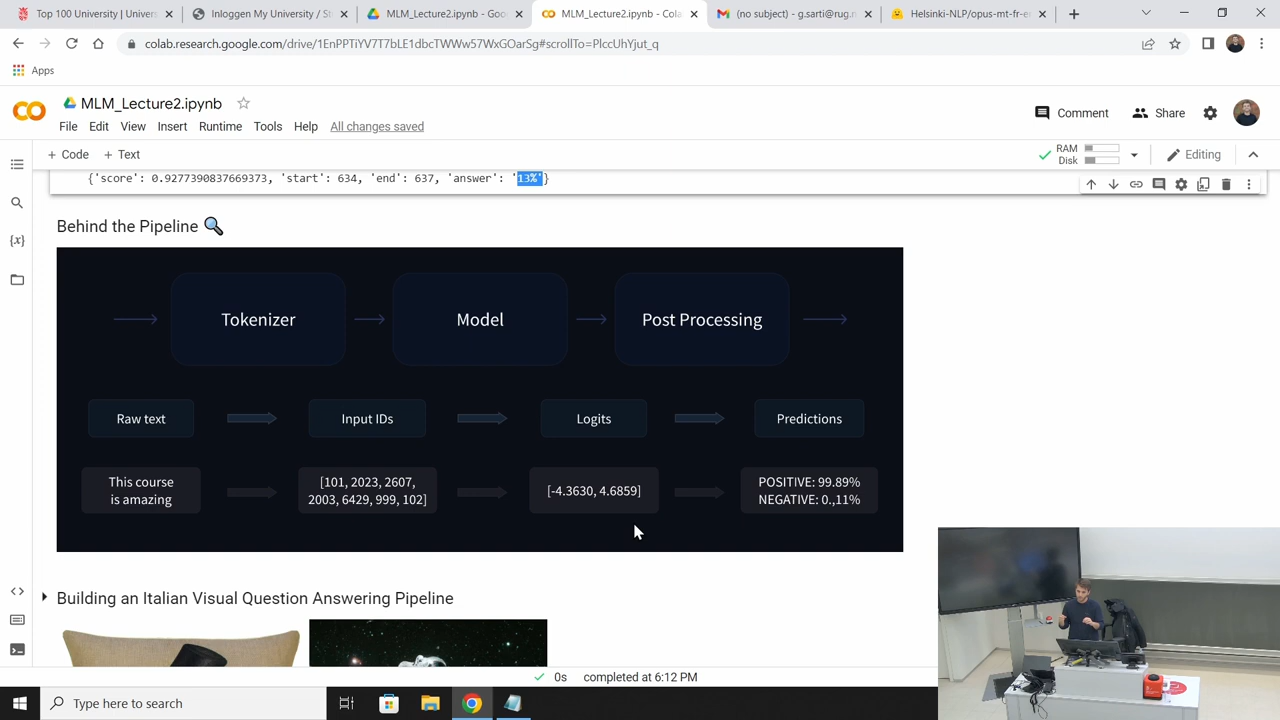 Top 100 Today | University | Univers
Inloggen My University / St
MLM_Lecture2.ipynb - Goo
MLM_Lecture2.ipynb - Colab
(no subject) - g.sarti@rug.n
Helsinki-NLP/opus-mt-fr-en
colab.research.google.com/drive/1EnPPTiYV7T7bLE1dbcTWWw57WxGOarSg#scrollTo=PlccUhYjut_q
Apps
MLM_Lecture2.ipynb
File Edit View Insert Runtime Tools Help All changes saved
Comment Share
+ Code + Text
RAM
Disk
Editing
{'score': 0.9277390837669373, 'start': 634, 'end': 637, 'answer': '13%'}
{x}
Behind the Pipeline
Tokenizer Model Post Processing
Raw text Input IDs Logits Predictions
This course
is amazing
[101, 2023, 2607,
2003, 6429, 999, 102]
[-4.3630, 4.6859]
POSITIVE: 99.89%
NEGATIVE: 0.,11%
Building an Italian Visual Question Answering Pipeline
0s completed at 6:12 PM
Type here to search